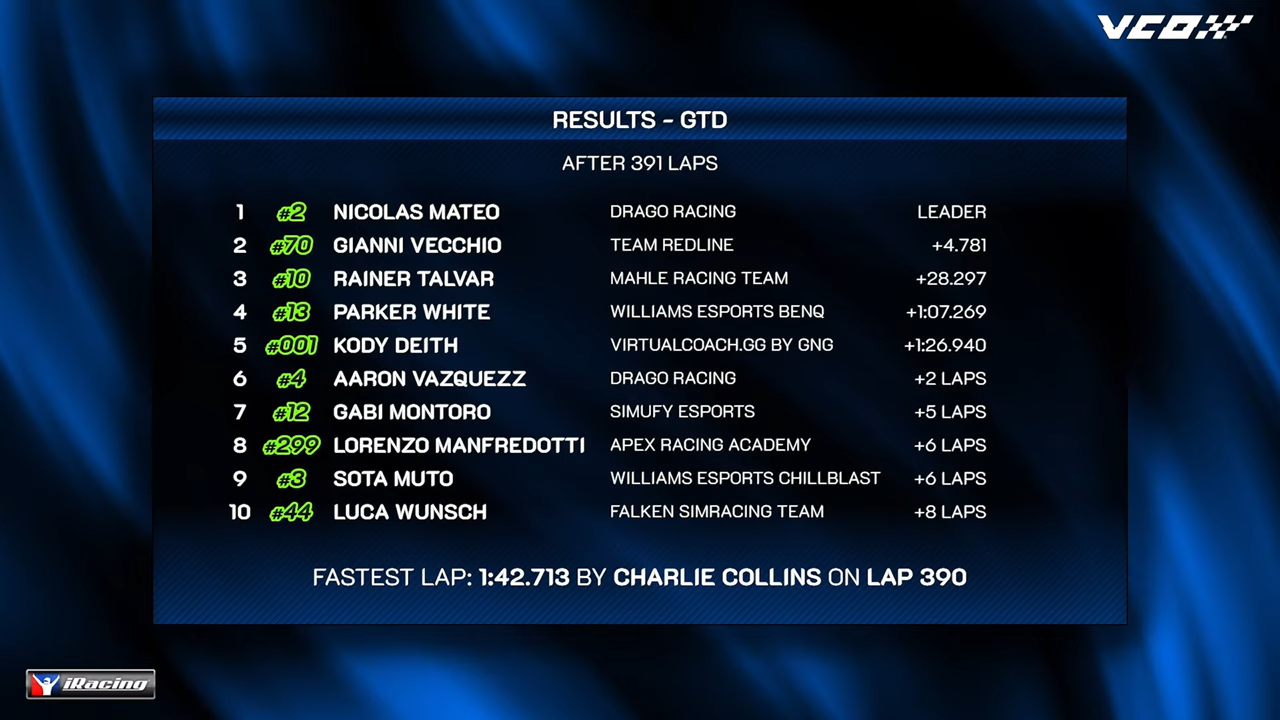 VCO
RESULTS - GTD
AFTER 391 LAPS
1 #2 NICOLAS MATEO DRAGO RACING LEADER
2 #70 GIANNI VECCHIO TEAM REDLINE +4.781
3 #10 RAINER TALVAR MAHLE RACING TEAM +28.297
4 #13 PARKER WHITE WILLIAMS ESPORTS BENQ +1:07.269
5 #001 KODY DEITH VIRTUALCOACH.GG BY GNG +1:26.940
6 #4 AARON VAZQUEZZ DRAGO RACING +2 LAPS
7 #12 GABI MONTORO SIMUFY ESPORTS +5 LAPS
8 #299 LORENZO MANFREDOTTI APEX RACING ACADEMY +6 LAPS
9 #3 SOTA MUTO WILLIAMS ESPORTS CHILLBLAST +6 LAPS
10 #44 LUCA WUNSCH FALKEN SIMRACING TEAM +8 LAPS
FASTEST LAP: 1:42.713 BY CHARLIE COLLINS ON LAP 390
iRacing